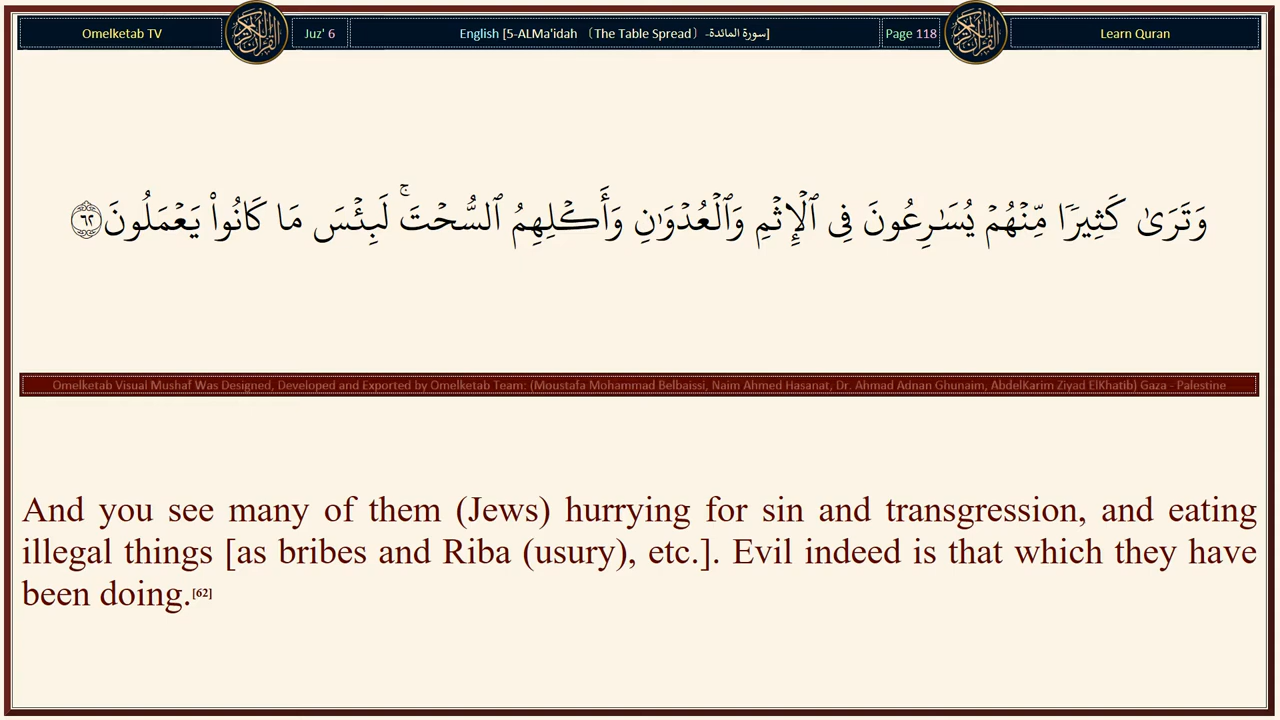 Omelketab TV
Juz' 6
English [5-ALMa'idah (The Table Spread) -سورة المائدة]
Page 118
Learn Quran
وَتَرَىٰ كَثِيرٗا مِّنۡهُمۡ يُسَٰرِعُونَ فِي ٱلۡإِثۡمِ وَٱلۡعُدۡوَٰنِ وَأَكۡلِهِمُ ٱلسُّحۡتَۚ لَبِئۡسَ مَا كَانُواْ يَعۡمَلُونَ ٦٢
Omelketab Visual Mushaf Was Designed, Developed and Exported by Omelketab Team: (Moustafa Mohammad Belbaissi, Naim Ahmed Hasanat, Dr. Ahmad Adnan Ghunaim, AbdelKarim Ziyad ElKhatib) Gaza - Palestine
And you see many of them (Jews) hurrying for sin and transgression, and eating
illegal things [as bribes and Riba (usury), etc.]. Evil indeed is that which they have
been doing.[62]